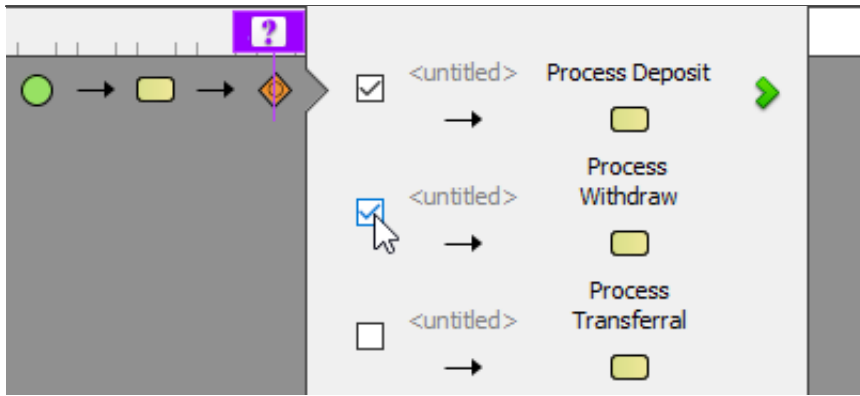 ?
<untitled> Process Deposit
Process
<untitled> Withdraw
Process
<untitled> Transferral